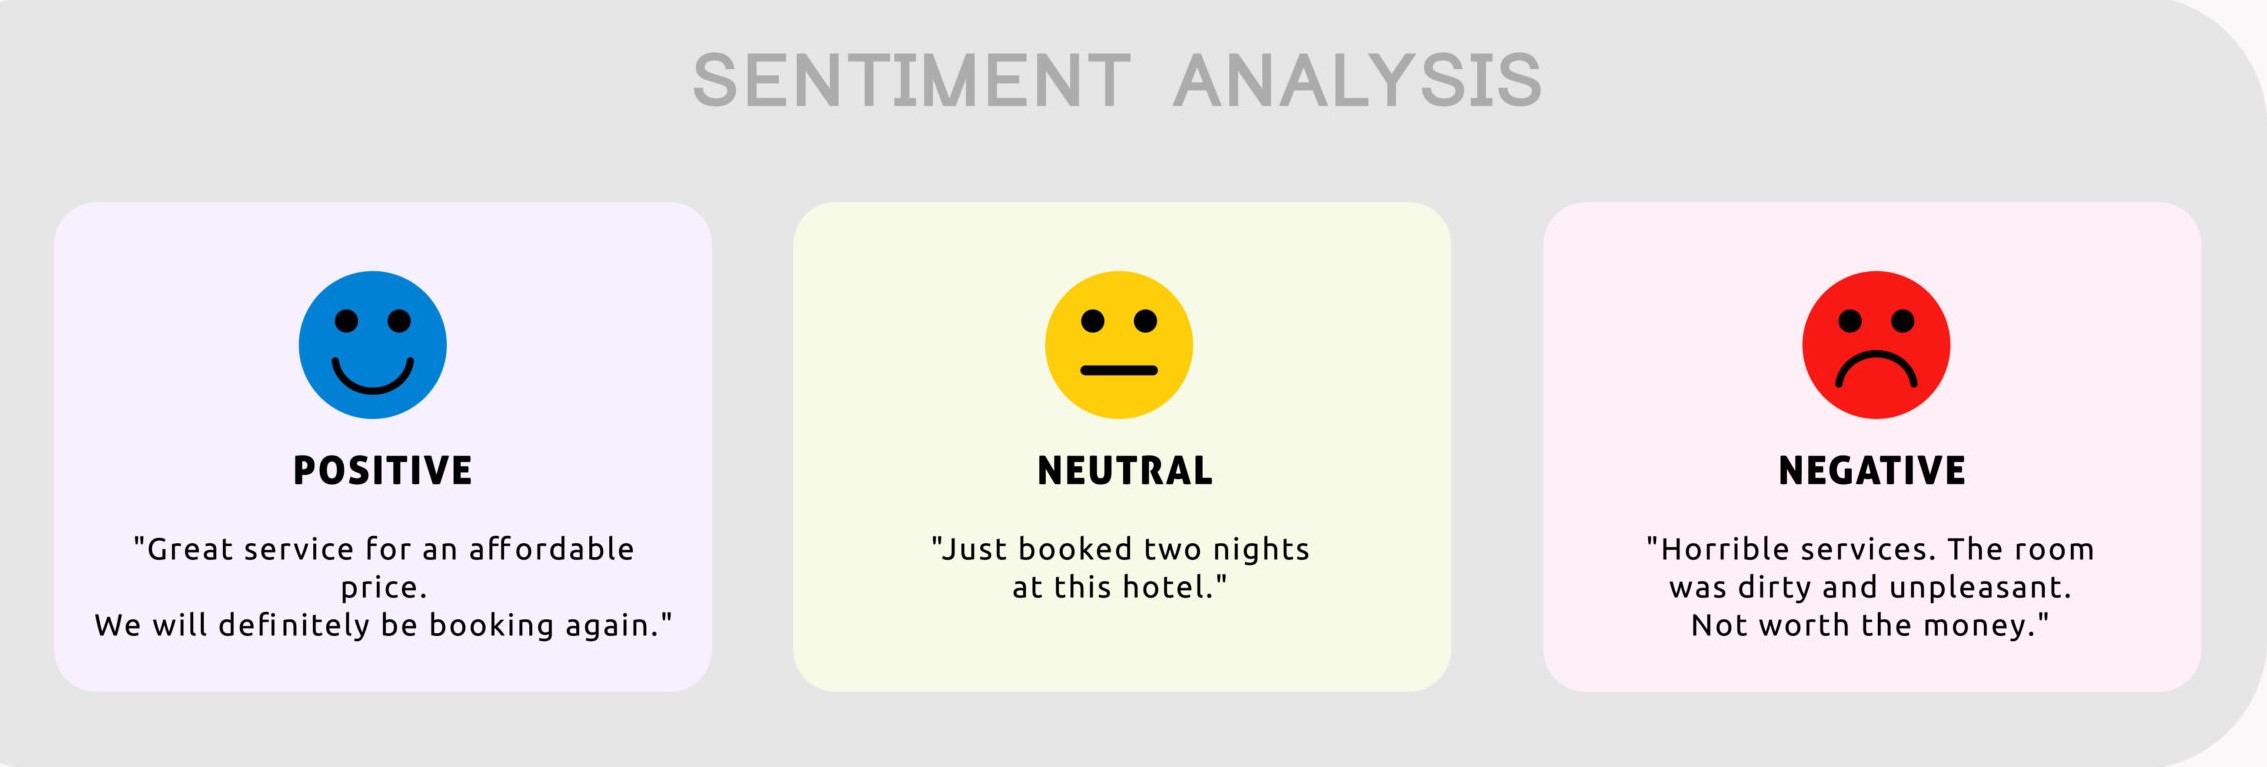 SENTIMENT ANALYSIS
POSITIVE
"Great service for an affordable
price.
We will definitely be booking again."
NEUTRAL
"Just booked two nights
at this hotel."
NEGATIVE
"Horrible services. The room
was dirty and unpleasant.
Not worth the money."